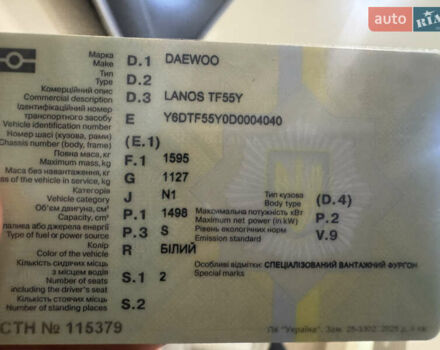 auto RIA
Марка
Make D.1 DAEWOO
Тип
Type D.2
Комерційний опис
Commercial description D.3 LANOS TF55Y
Ідентифікаційний номер
транспортного засобу
Vehicle identification number E Y6DTF55Y0D0004040
Номер шасі (кузова, рами)
Chassis number (body, frame) (E.1)
Повна маса, кг
Maximum mass, kg F.1 1595
Маса без навантаження, кг
of the vehicle in service, kg G 1127
Категорія
Vehicle category J N1
Тип кузова
Body type (D.4)
Об'єм двигуна, см³
Capacity, cm³ P.1 1498
Максимальна потужність кВт
Maximum net power (in kW) P.2
палива або джерела енергії
Type of fuel or power source P.3 S
Рівень екологічних норм
Emission standard V.9
Колір
Color of the vehicle R БІЛИЙ
Кількість сидячих місць
з місцем водія
Number of seats
including the driver's seat S.1 2
Особливі відмітки: СПЕЦІАЛІЗОВАНИЙ ВАНТАЖНИЙ ФУРГОН
Special marks
Кількість стоячих місць
Number of standing places S.2
СТН № 115379
ПК "Україна". Зам.